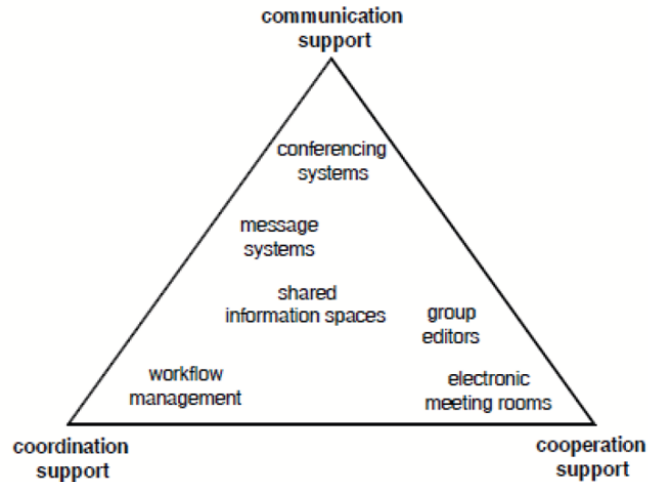 communication
support
conferencing
systems
message
systems
shared
information spaces
group
editors
workflow
management
electronic
meeting rooms
coordination
support
cooperation
support